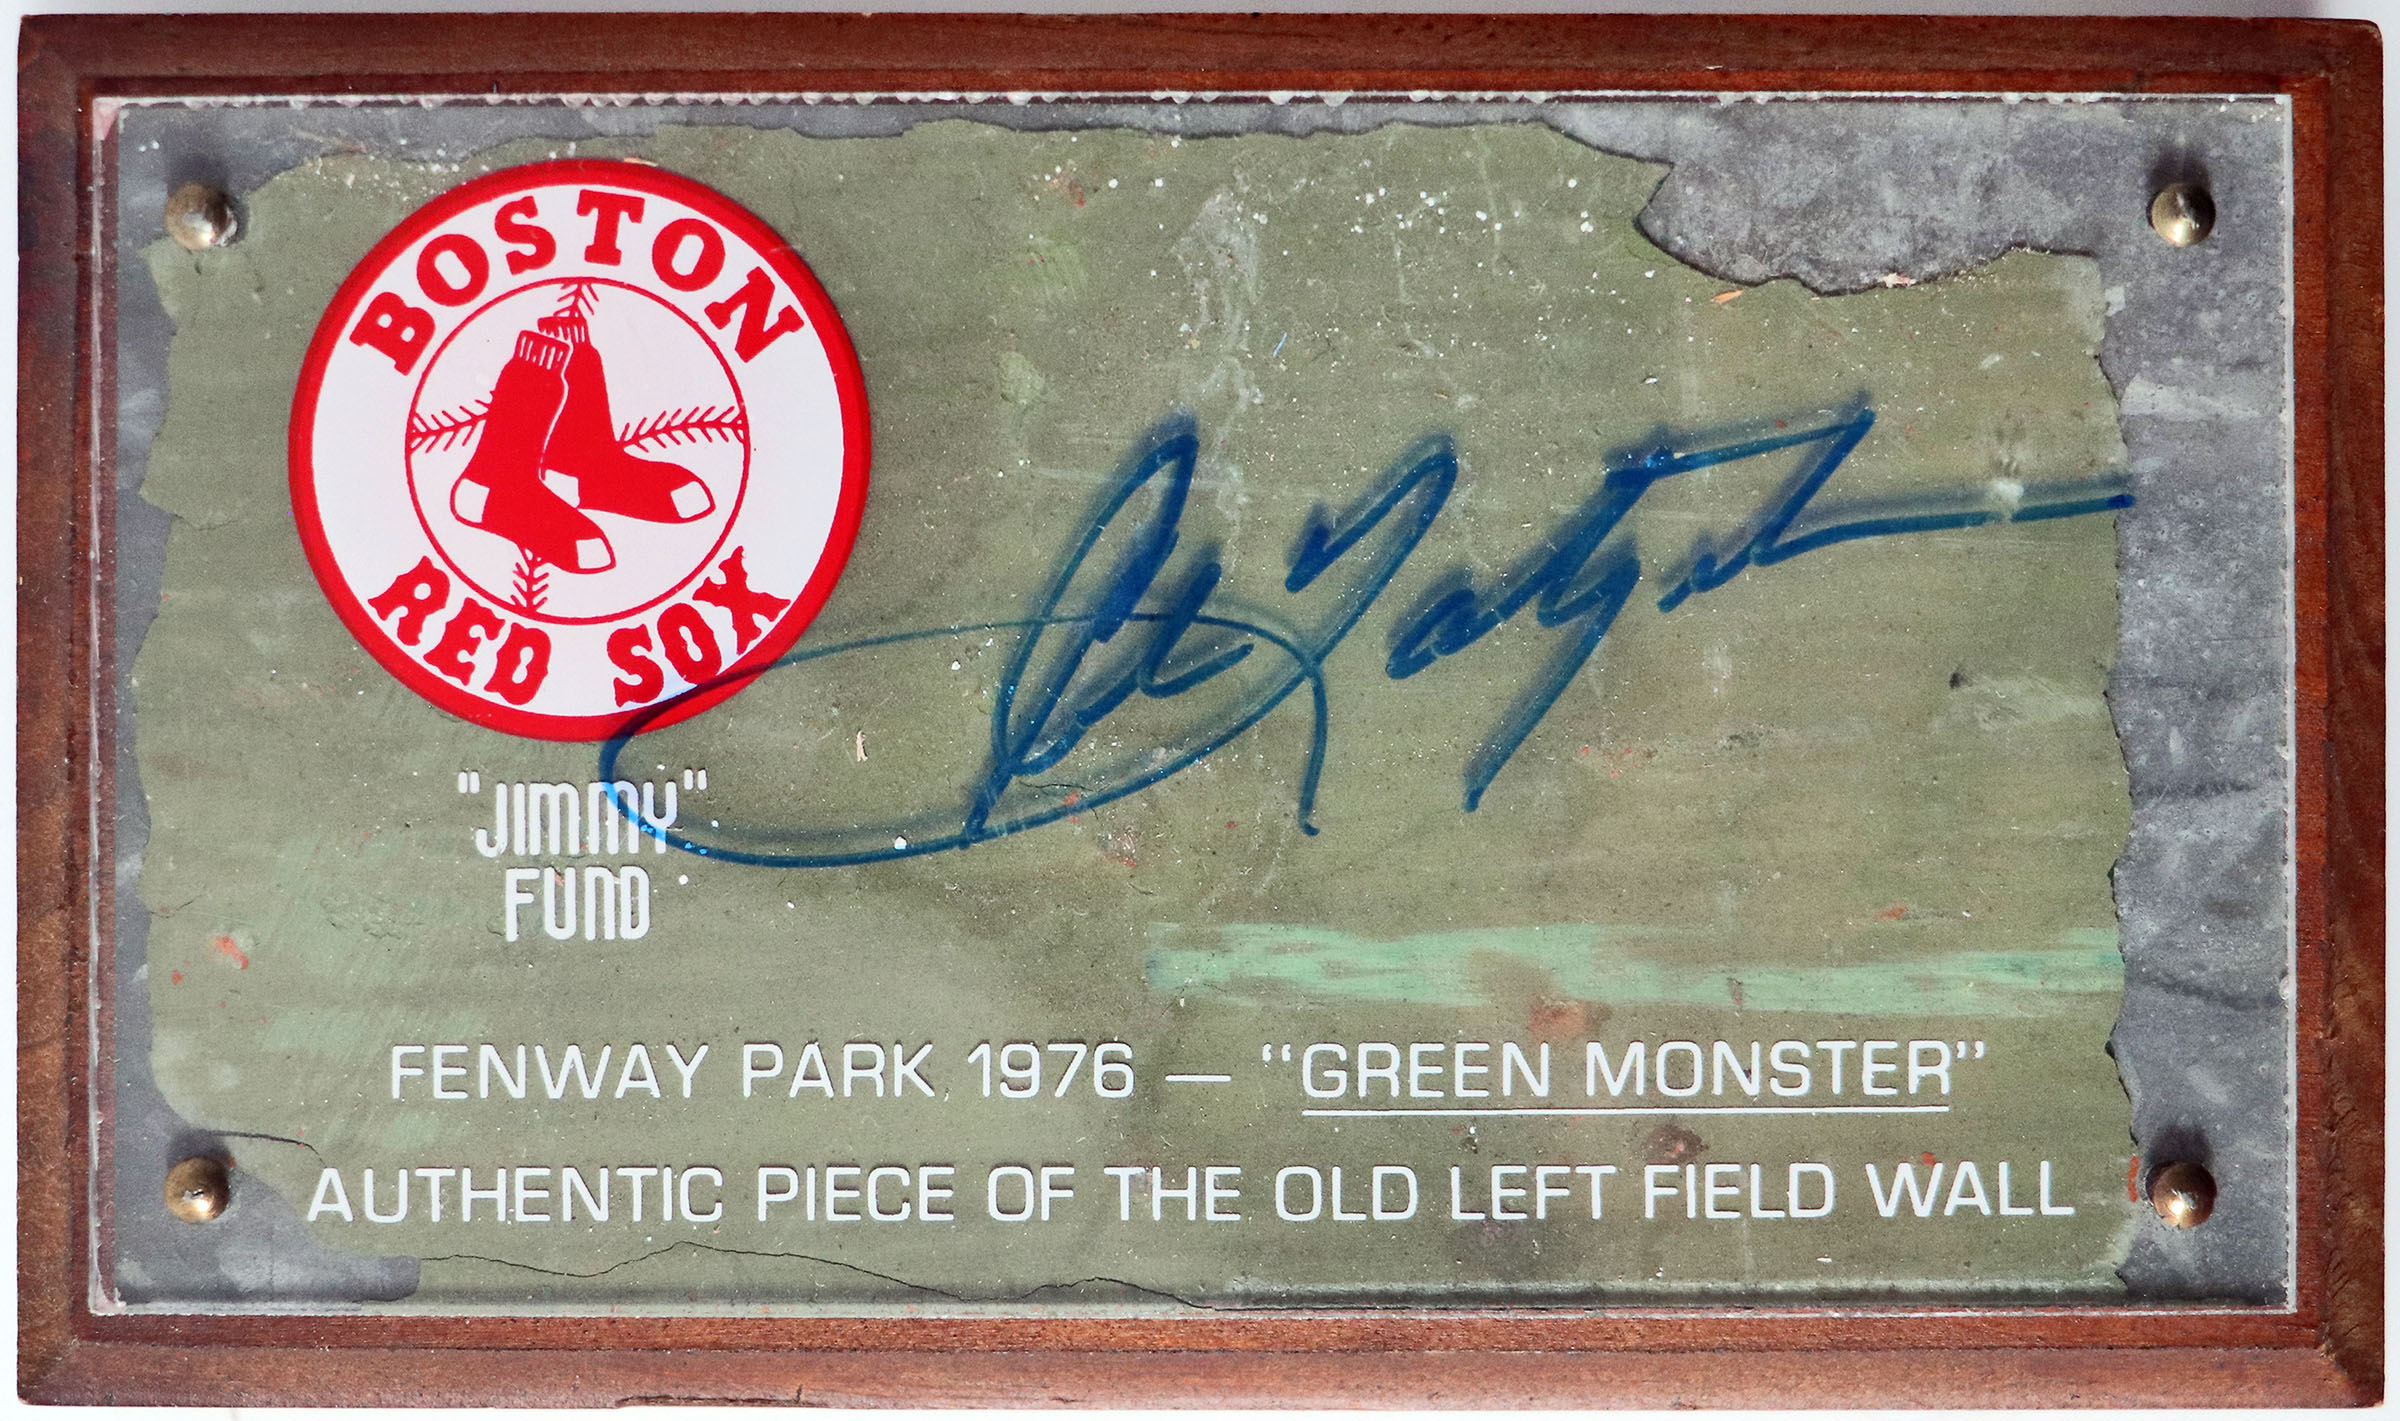 BOSTON
RED SOX
"JIMMY"
FUND
FENWAY PARK, 1976 — "GREEN MONSTER"
AUTHENTIC PIECE OF THE OLD LEFT FIELD WALL